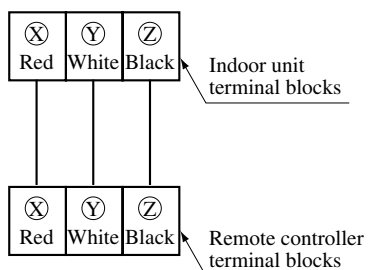 Ⓧ Ⓨ Ⓩ
Red White Black
Indoor unit
terminal blocks
Ⓧ Ⓨ Ⓩ
Red White Black
Remote controller
terminal blocks